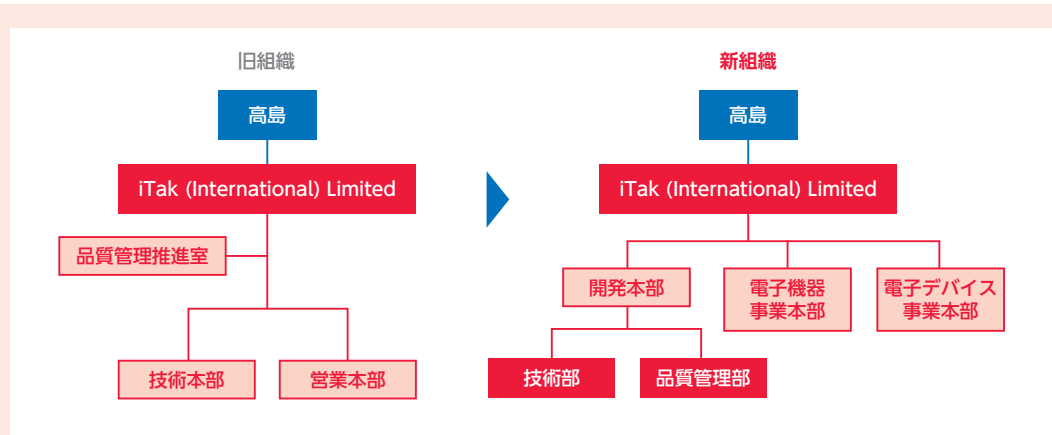 旧組織
高島
iTak (International) Limited
品質管理推進室
技術本部
営業本部
新組織
高島
iTak (International) Limited
開発本部
電子機器
事業本部
電子デバイス
事業本部
技術部
品質管理部